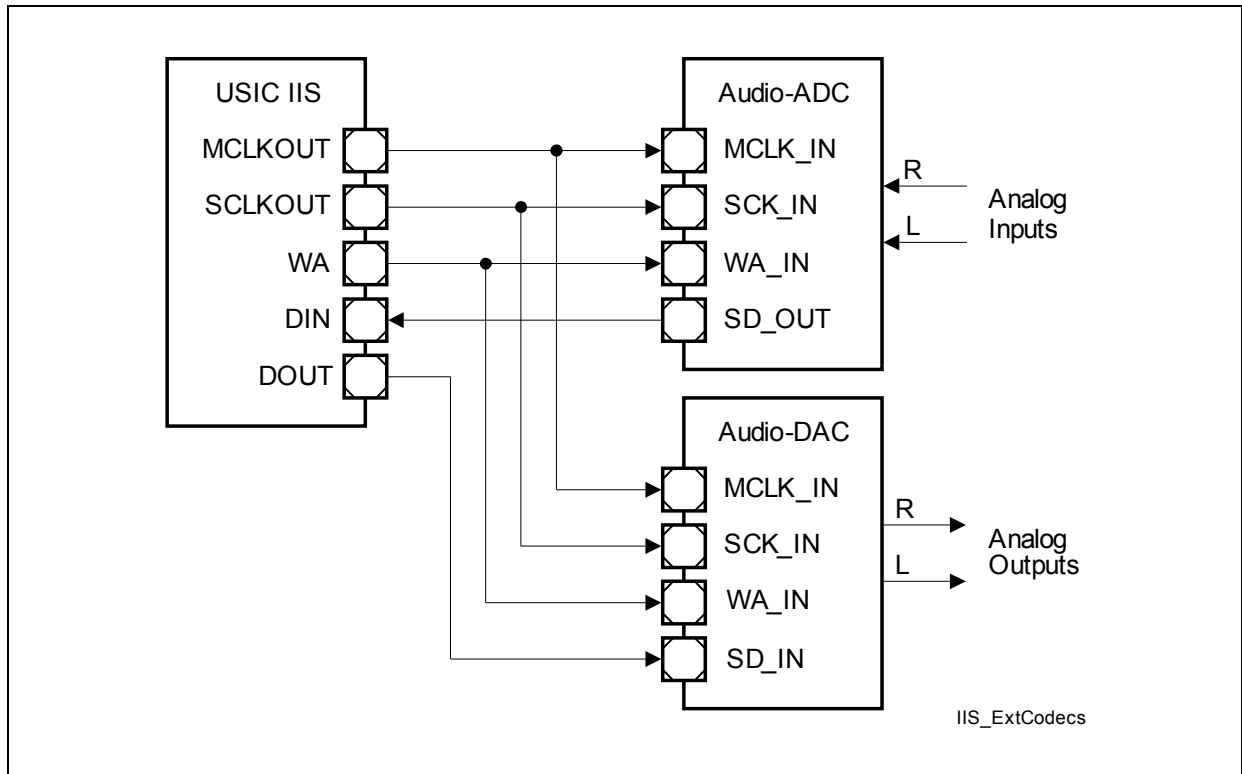 USIC IIS
MCLKOUT
SCLKOUT
WA
DIN
DOUT
Audio-ADC
MCLK_IN
SCK_IN
WA_IN
SD_OUT
R
L
Analog
Inputs
Audio-DAC
MCLK_IN
SCK_IN
WA_IN
SD_IN
R
L
Analog
Outputs
IIS_ExtCodecs